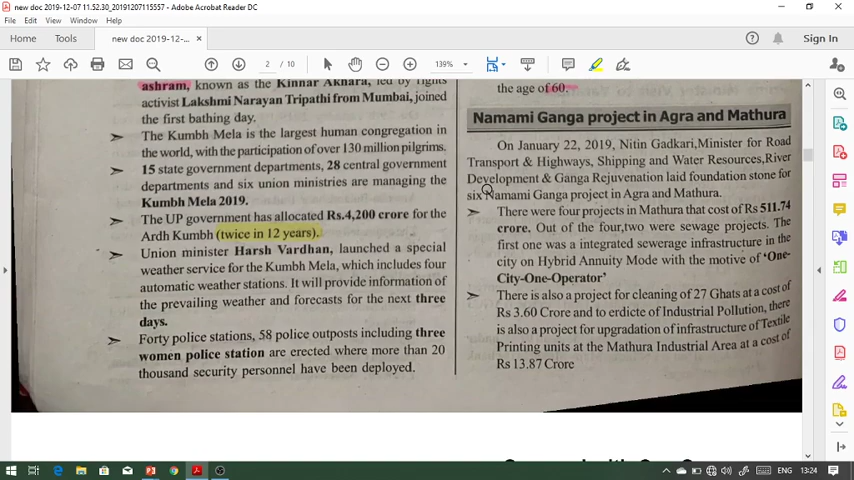 new doc 2019-12-07 11.52.30_20191207115557 - Adobe Acrobat Reader DC
File Edit View Window Help
Home Tools new doc 2019-12-... × Sign In
2 / 10 139%
ashram, known as the Kinnar Akhara, led by rights
activist Lakshmi Narayan Tripathi from Mumbai, joined
the first bathing day.
➢ The Kumbh Mela is the largest human congregation in
the world, with the participation of over 130 million pilgrims.
➢ 15 state government departments, 28 central government
departments and six union ministries are managing the
Kumbh Mela 2019.
➢ The UP government has allocated Rs.4,200 crore for the
Ardh Kumbh (twice in 12 years).
➢ Union minister Harsh Vardhan, launched a special
weather service for the Kumbh Mela, which includes four
automatic weather stations. It will provide information of
the prevailing weather and forecasts for the next three
days.
➢ Forty police stations, 58 police outposts including three
women police station are erected where more than 20
thousand security personnel have been deployed.
the age of 60.
Namami Ganga project in Agra and Mathura
On January 22, 2019, Nitin Gadkari,Minister for Road
Transport & Highways, Shipping and Water Resources,River
Development & Ganga Rejuvenation laid foundation stone for
six Namami Ganga project in Agra and Mathura.
➢ There were four projects in Mathura that cost of Rs 511.74
crore. Out of the four,two were sewage projects. The
first one was a integrated sewerage infrastructure in the
city on Hybrid Annuity Mode with the motive of ‘One-
City-One-Operator’
➢ There is also a project for cleaning of 27 Ghats at a cost of
Rs 3.60 Crore and to erdicte of Industrial Pollution, there
is also a project for upgradation of infrastructure of Textile
Printing units at the Mathura Industrial Area at a cost of
Rs 13.87 Crore
ENG 13:24